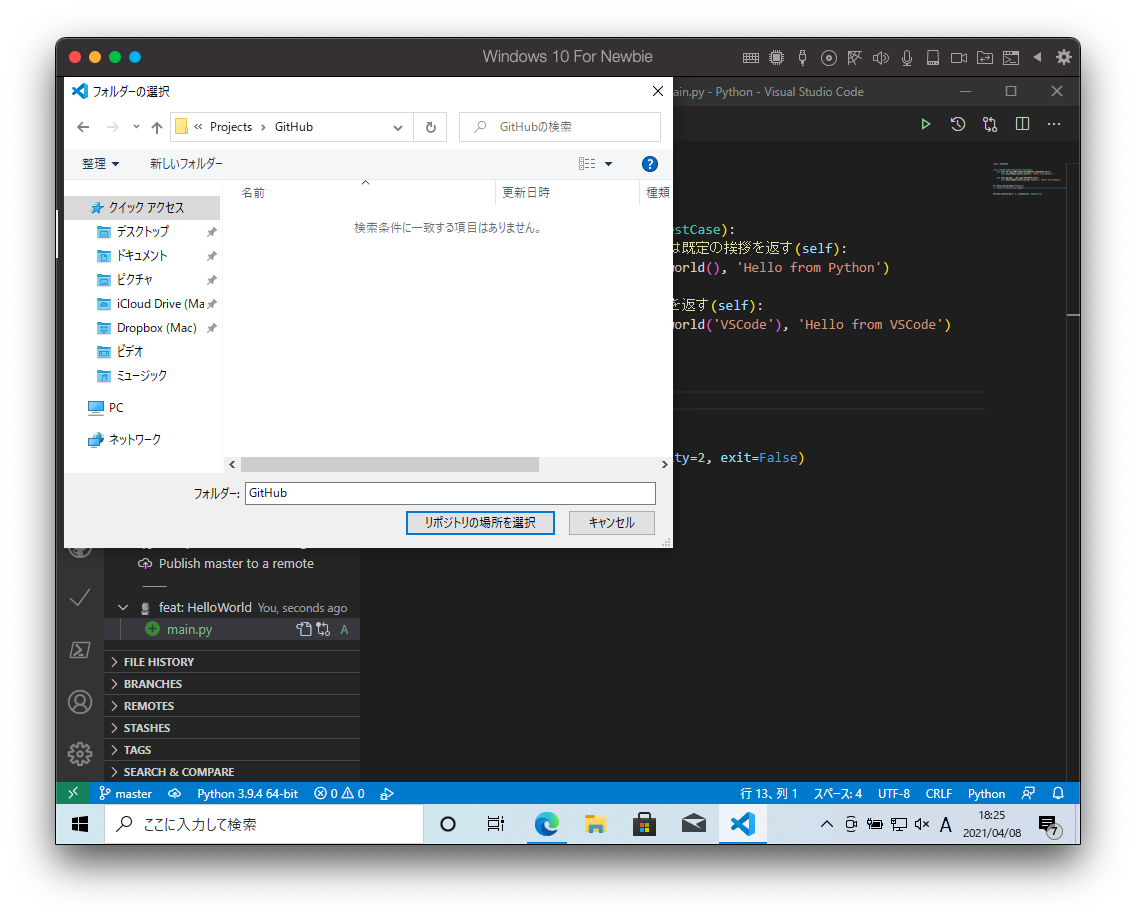 Windows 10 For Newbie
フォルダーの選択
ain.py - Python - Visual Studio Code
« Projects › GitHub
GitHubの検索
整理
新しいフォルダー
名前
更新日時
種類
検索条件に一致する項目はありません。
クイック アクセス
デスクトップ
ドキュメント
ピクチャ
iCloud Drive (Ma
Dropbox (Mac)
ビデオ
ミュージック
PC
ネットワーク
estCase):
は既定の挨拶を返す(self):
orld(), 'Hello from Python')
を返す(self):
orld('VSCode'), 'Hello from VSCode')
ty=2, exit=False)
フォルダー:
GitHub
リポジトリの場所を選択
キャンセル
Publish master to a remote
feat: HelloWorld You, seconds ago
main.py A
FILE HISTORY
BRANCHES
REMOTES
STASHES
TAGS
SEARCH & COMPARE
master
Python 3.9.4 64-bit
0
0
行 13、列 1
スペース: 4
UTF-8
CRLF
Python
ここに入力して検索
A
18:25
2021/04/08
7